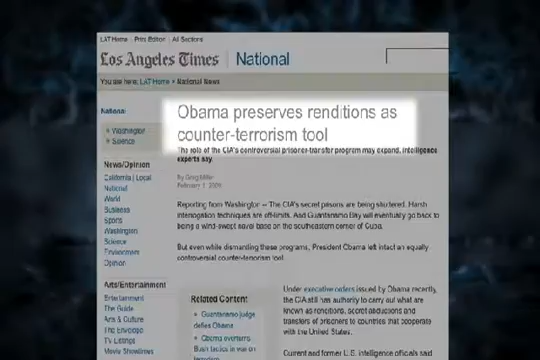 LAT Home | Print Edition | All Sections
Los Angeles Times | National
You are here: LAT Home > National News
National
Washington
Science
News/Opinion
California | Local
National
World
Business
Sports
Washington
Science
Environment
Opinion
Arts/Entertainment
Entertainment
The Guide
Arts & Culture
The Envelope
TV Listings
Movie Showtimes
Obama preserves renditions as
counter-terrorism tool
The role of the CIA's controversial prisoner-transfer program may expand, intelligence
experts say.
By Greg Miller
February 1, 2009
Reporting from Washington -- The CIA's secret prisons are being shuttered. Harsh
interrogation techniques are off-limits. And Guantanamo Bay will eventually go back to
being a wind-swept naval base on the southeastern corner of Cuba.
But even while dismantling these programs, President Obama left intact an equally
controversial counter-terrorism tool.
Related Content
Guantanamo judge
defies Obama
Obama overturns
Bush tactics in war on
terrorism
Under executive orders issued by Obama recently,
the CIA still has authority to carry out what are
known as renditions, secret abductions and
transfers of prisoners to countries that cooperate
with the United States.
Current and former U.S. intelligence officials said